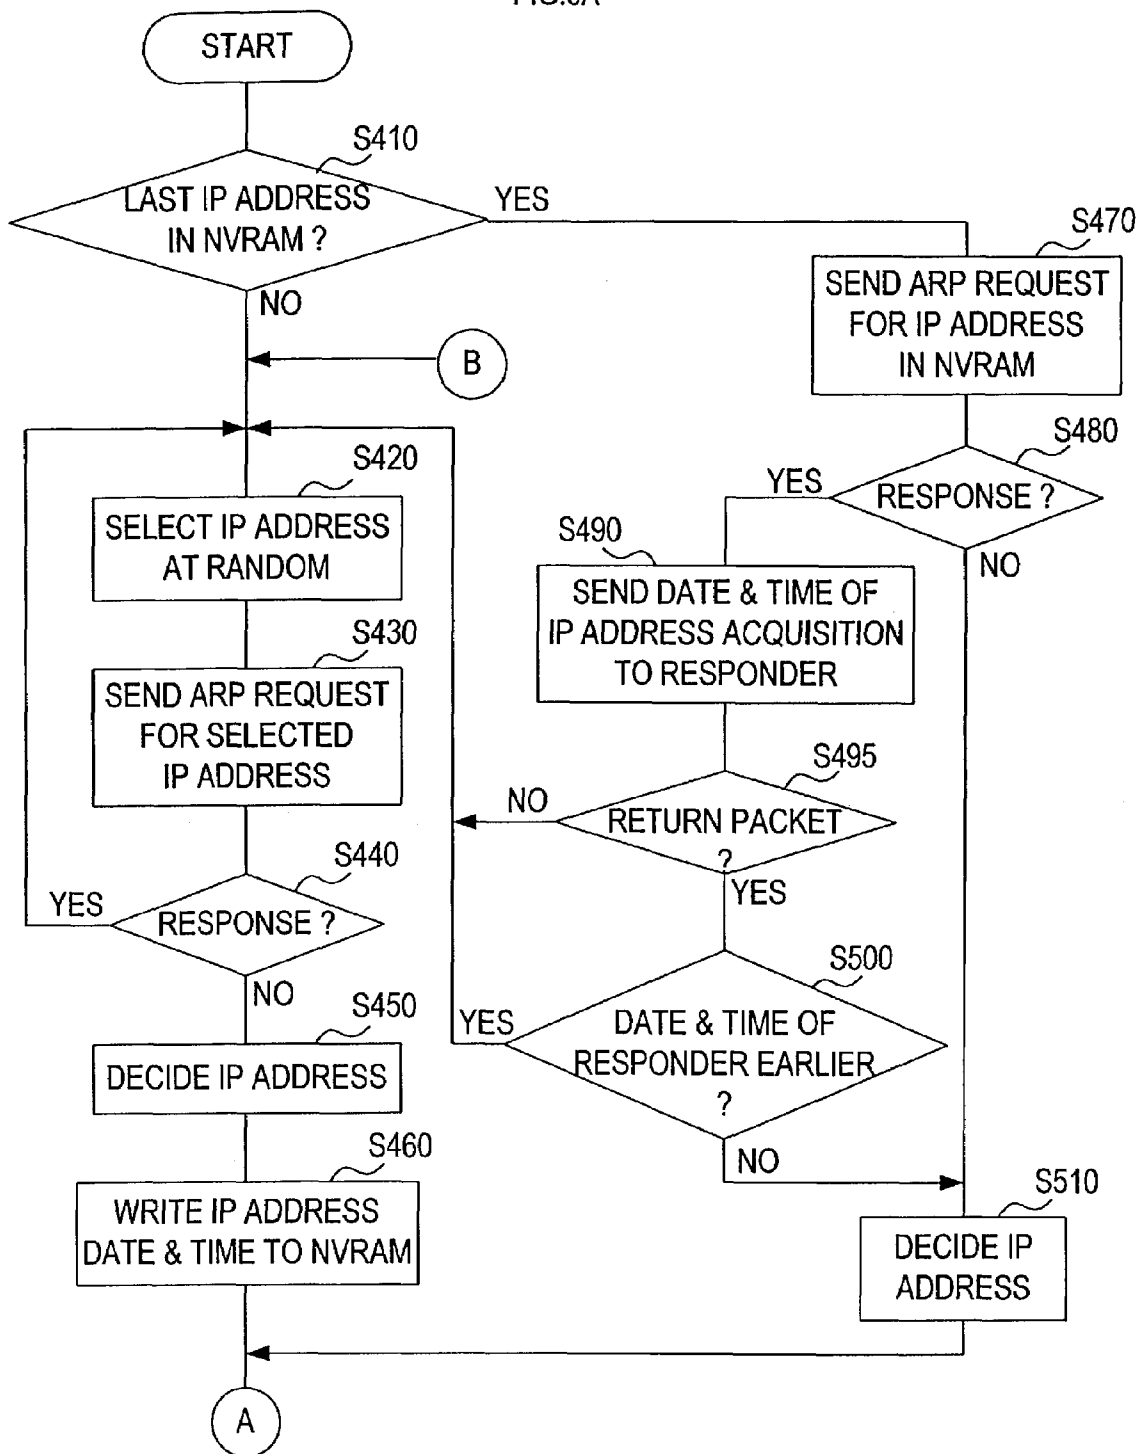 START
S410
LAST IP ADDRESS
IN NVRAM ?
YES
NO
B
S470
SEND ARP REQUEST
FOR IP ADDRESS
IN NVRAM
S480
RESPONSE ?
YES
NO
S420
SELECT IP ADDRESS
AT RANDOM
S430
SEND ARP REQUEST
FOR SELECTED
IP ADDRESS
S440
RESPONSE ?
YES
NO
S450
DECIDE IP ADDRESS
S460
WRITE IP ADDRESS
DATE & TIME TO NVRAM
S490
SEND DATE & TIME OF
IP ADDRESS ACQUISITION
TO RESPONDER
S495
RETURN PACKET
?
NO
YES
S500
DATE & TIME OF
RESPONDER EARLIER
?
YES
NO
S510
DECIDE IP
ADDRESS
A